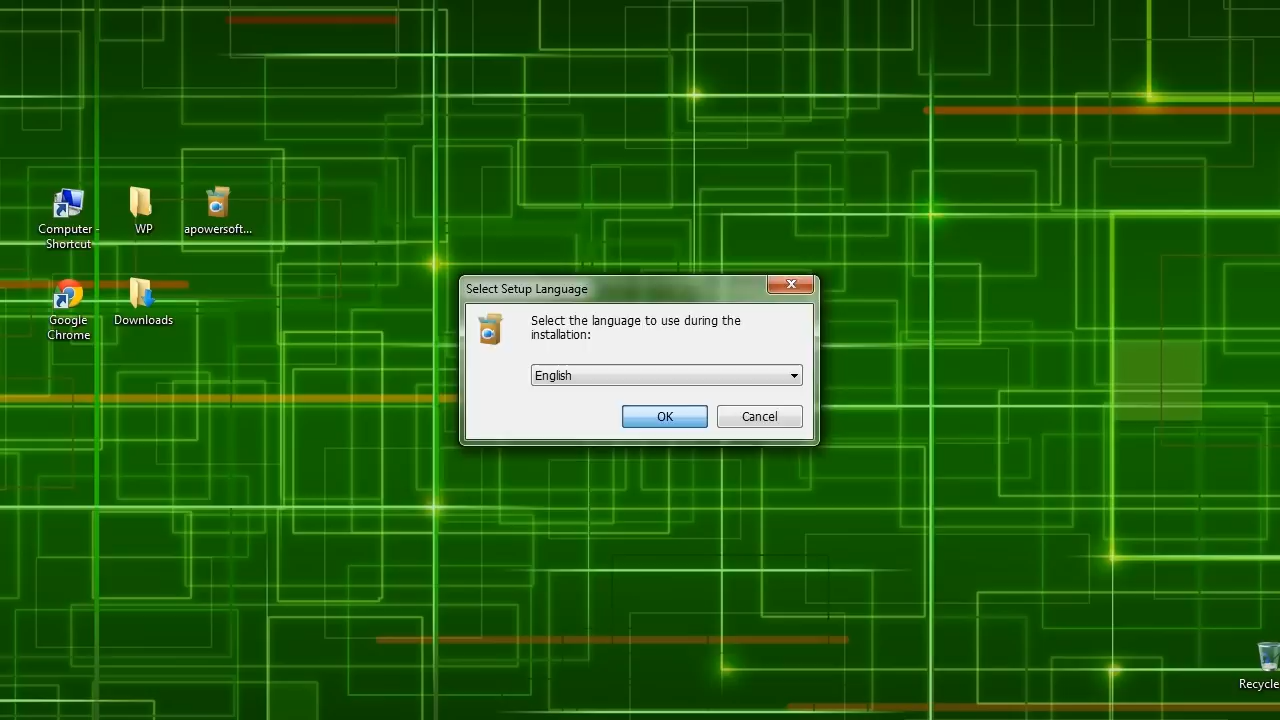 Computer -
Shortcut
WP
apowersoft...
Google
Chrome
Downloads
Select Setup Language
Select the language to use during the
installation:
English
OK
Cancel
Recycle